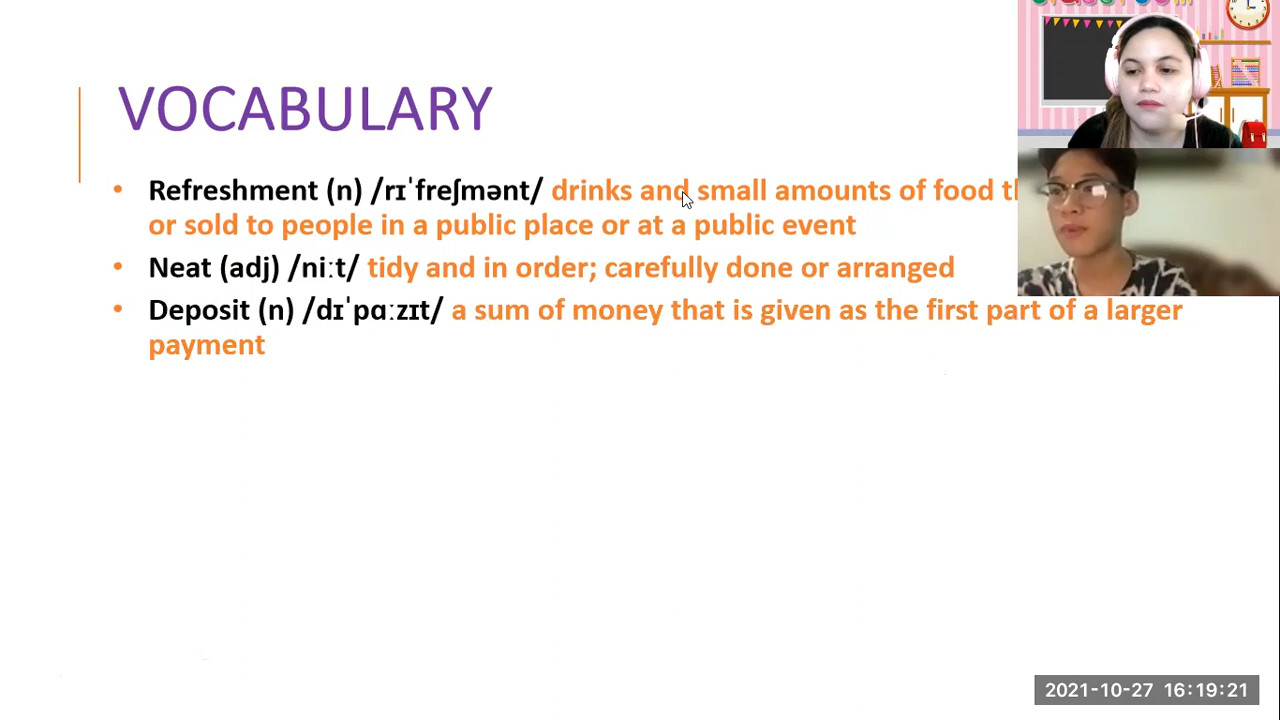 VOCABULARY
• Refreshment (n) /rɪˈfreʃmənt/ drinks and small amounts of food
or sold to people in a public place or at a public event
• Neat (adj) /niːt/ tidy and in order; carefully done or arranged
• Deposit (n) /dɪˈpɑːzɪt/ a sum of money that is given as the first part of a larger
payment
2021-10-27 16:19:21